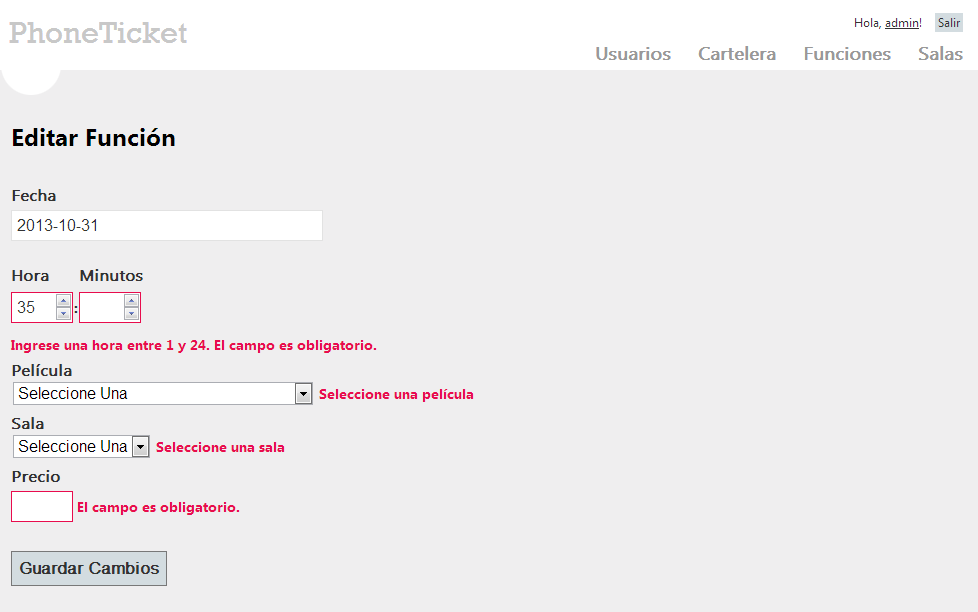 PhoneTicket
Hola, admin! Salir
Usuarios Cartelera Funciones Salas
Editar Función
Fecha
2013-10-31
Hora Minutos
35 :
Ingrese una hora entre 1 y 24. El campo es obligatorio.
Película
Seleccione Una Seleccione una película
Sala
Seleccione Una Seleccione una sala
Precio
El campo es obligatorio.
Guardar Cambios